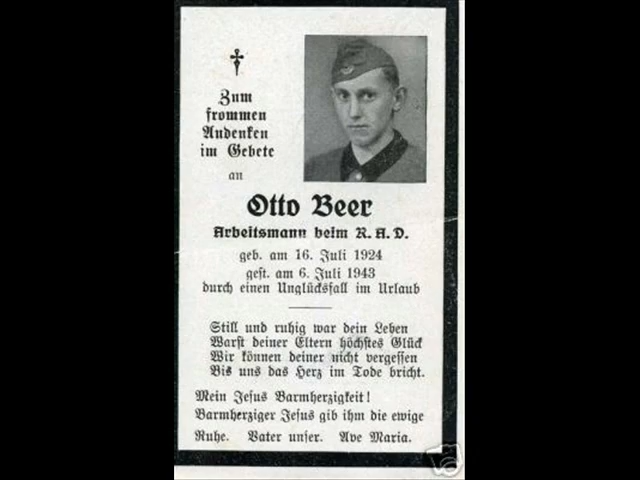 Zum
frommen
Andenken
im Gebete
an
Otto Beer
Arbeitsmann beim R. A. D.
geb. am 16. Juli 1924
gest. am 6. Juli 1943
durch einen Unglücksfall im Urlaub
Still und ruhig war dein Leben
Warst deiner Eltern höchstes Glück
Wir können deiner nicht vergessen
Bis uns das Herz im Tode bricht.
Mein Jesus Barmherzigkeit!
Barmherziger Jesus gib ihm die ewige
Ruhe. Vater unser. Ave Maria.